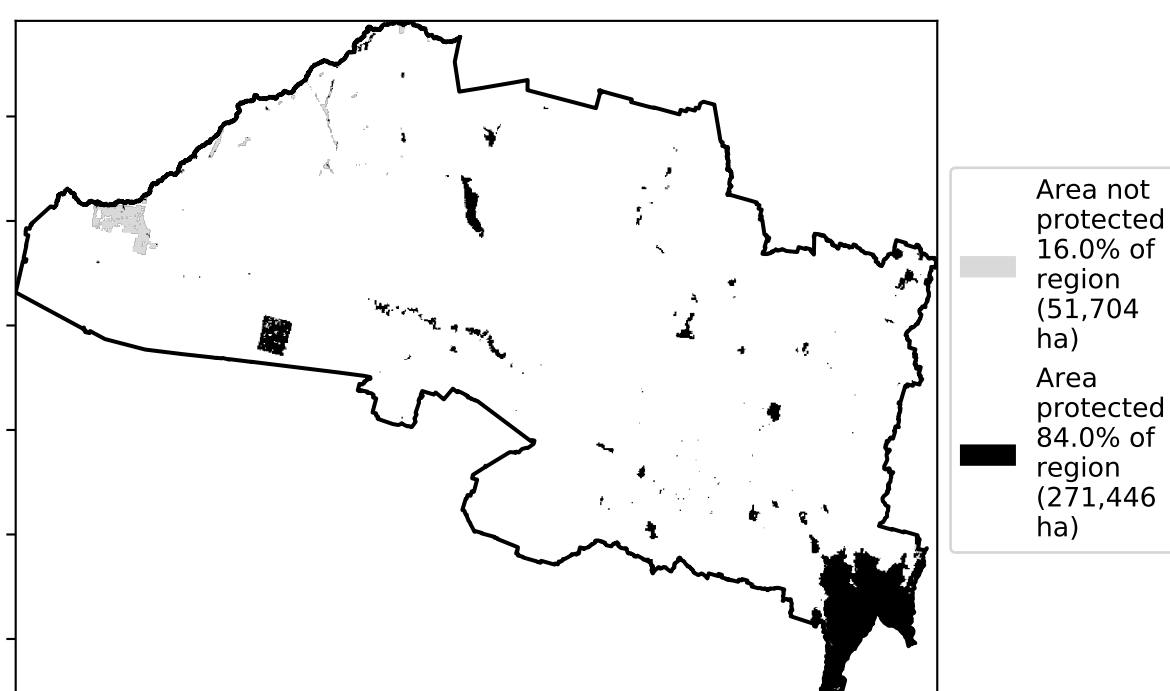 Area not
protected
16.0% of
region
(51,704
ha)
Area
protected
84.0% of
region
(271,446
ha)